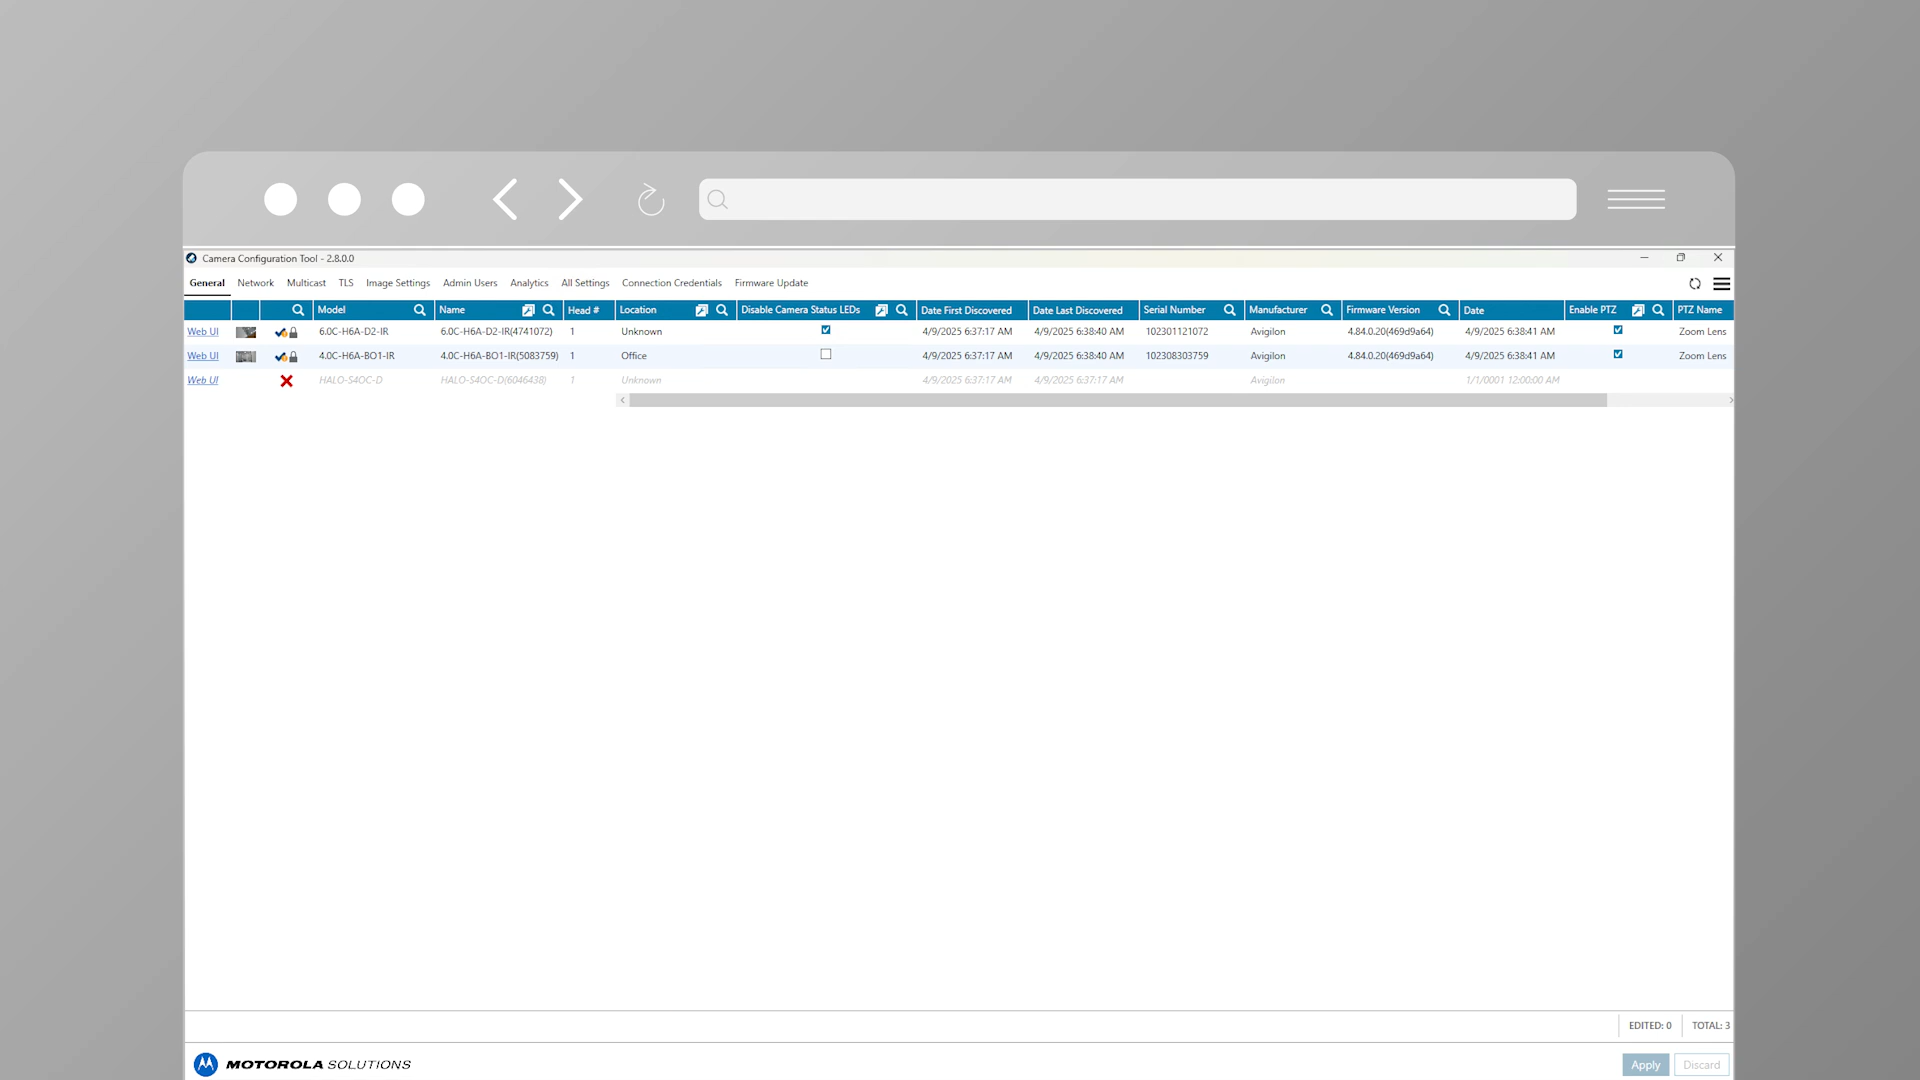 Camera Configuration Tool - 2.8.0.0
General Network Multicast TLS Image Settings Admin Users Analytics All Settings Connection Credentials Firmware Update
Model Name Head # Location Disable Camera Status LEDs Date First Discovered Date Last Discovered Serial Number Manufacturer Firmware Version Date Enable PTZ PTZ Name
Web UI 6.0C-H6A-D2-IR 6.0C-H6A-D2-IR(4741072) 1 Unknown 4/9/2025 6:37:17 AM 4/9/2025 6:38:40 AM 102301121072 Avigilon 4.84.0.20(469d9a64) 4/9/2025 6:38:41 AM Zoom Lens
Web UI 4.0C-H6A-BO1-IR 4.0C-H6A-BO1-IR(5083759) 1 Office 4/9/2025 6:37:17 AM 4/9/2025 6:38:40 AM 102308303759 Avigilon 4.84.0.20(469d9a64) 4/9/2025 6:38:41 AM Zoom Lens
Web UI HALO-S4OC-D HALO-S4OC-D(6046438) 1 Unknown 4/9/2025 6:37:17 AM 4/9/2025 6:37:17 AM Avigilon 1/1/0001 12:00:00 AM
EDITED: 0 TOTAL: 3
MOTOROLA SOLUTIONS Apply Discard